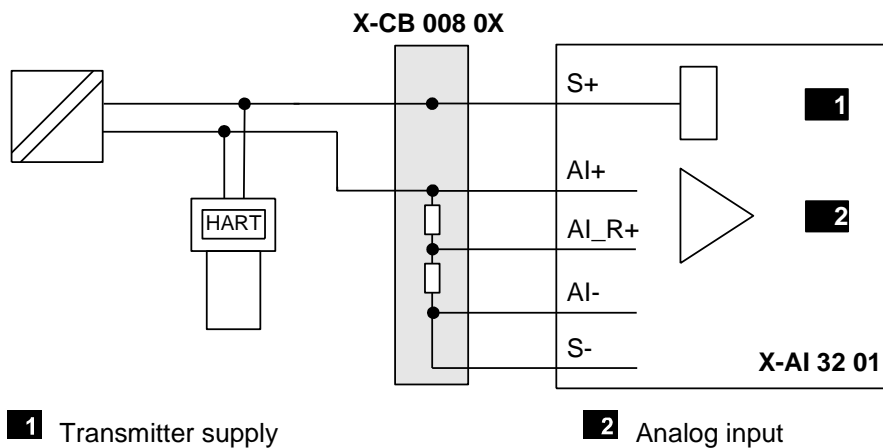 X-CB 008 0X
S+
1
AI+
HART
AI_R+
2
AI-
S-
X-AI 32 01
1 Transmitter supply
2 Analog input